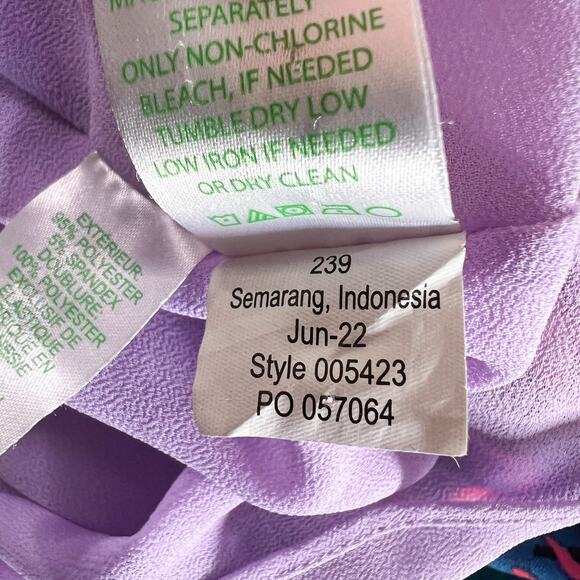 SEPARATELY
ONLY NON-CHLORINE
BLEACH, IF NEEDED
TUMBLE DRY LOW
LOW IRON IF NEEDED
OR DRY CLEAN
EXTERIEUR
95% POLYESTER
5% SPANDEX
DOUBLURE
100% POLYESTER
239
Semarang, Indonesia
Jun-22
Style 005423
PO 057064